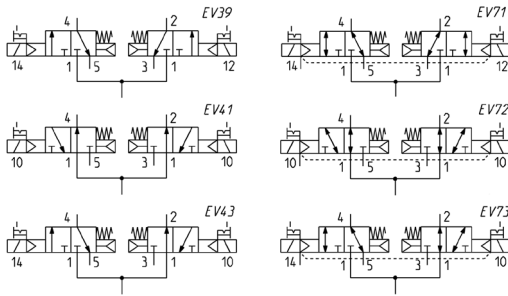 4 2 EV39
14 1 5 3 1 12
4 2 EV71
14 1 5 3 1 12
4 2 EV41
10 1 5 3 1 10
4 2 EV72
10 1 5 3 1 10
4 2 EV43
14 1 5 3 1 10
4 2 EV73
14 1 5 3 1 10